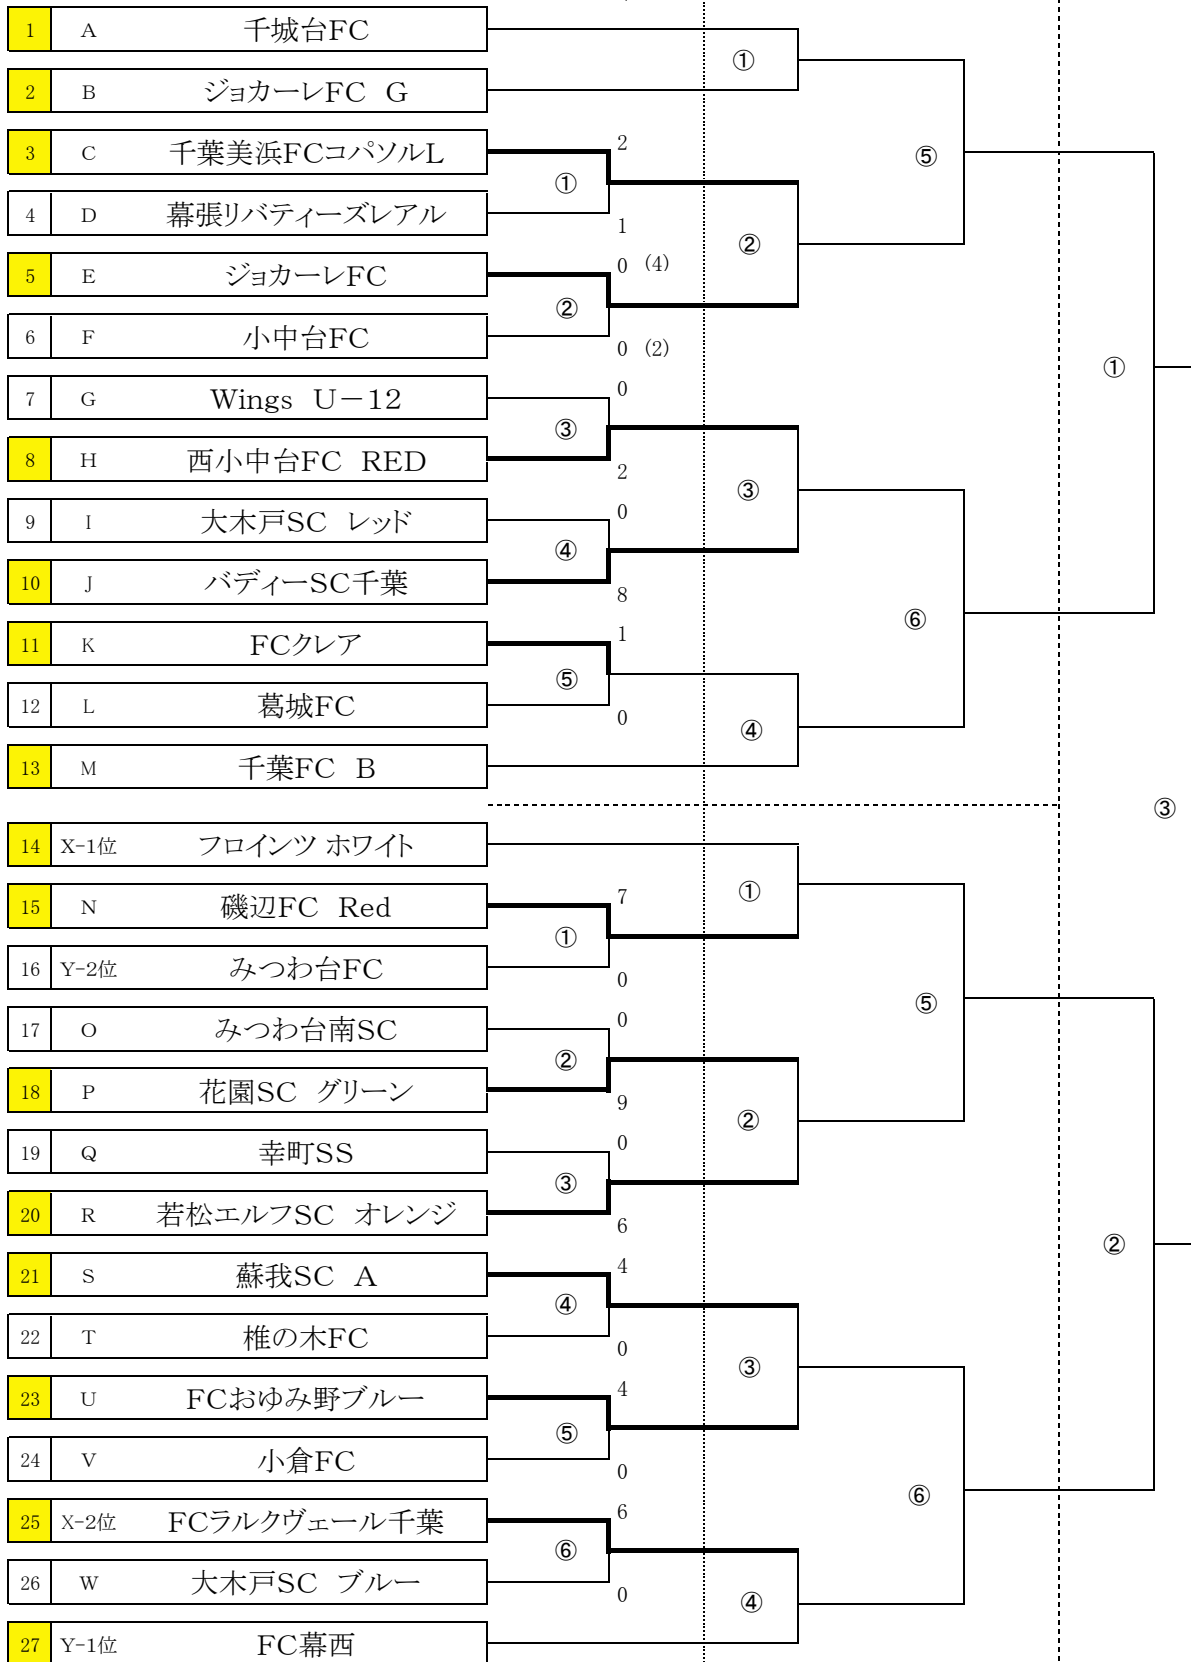 1 A 千城台FC
①
2 B ジョカーレFC G
3 C 千葉美浜FCコパソルL 2
⑤
①
4 D 幕張リバティーズレアル 1
②
5 E ジョカーレFC 0 (4)
②
6 F 小中台FC 0 (2)
①
7 G Wings U－12 0
③
8 H 西小中台FC RED 2
③
9 I 大木戸SC レッド 0
④
10 J バディーSC千葉 8
⑥
11 K FCクレア 1
⑤
12 L 葛城FC 0
④
13 M 千葉FC B
③
14 X-1位 フロインツ ホワイト
①
15 N 磯辺FC Red 7
①
16 Y-2位 みつわ台FC 0
⑤
17 O みつわ台南SC 0
②
18 P 花園SC グリーン 9
②
19 Q 幸町SS 0
③
20 R 若松エルフSC オレンジ 6
②
21 S 蘇我SC A 4
④
22 T 椎の木FC 0
③
23 U FCおゆみ野ブルー 4
⑤
24 V 小倉FC 0
⑥
25 X-2位 FCラルクヴェール千葉 6
⑥
26 W 大木戸SC ブルー 0
④
27 Y-1位 FC幕西